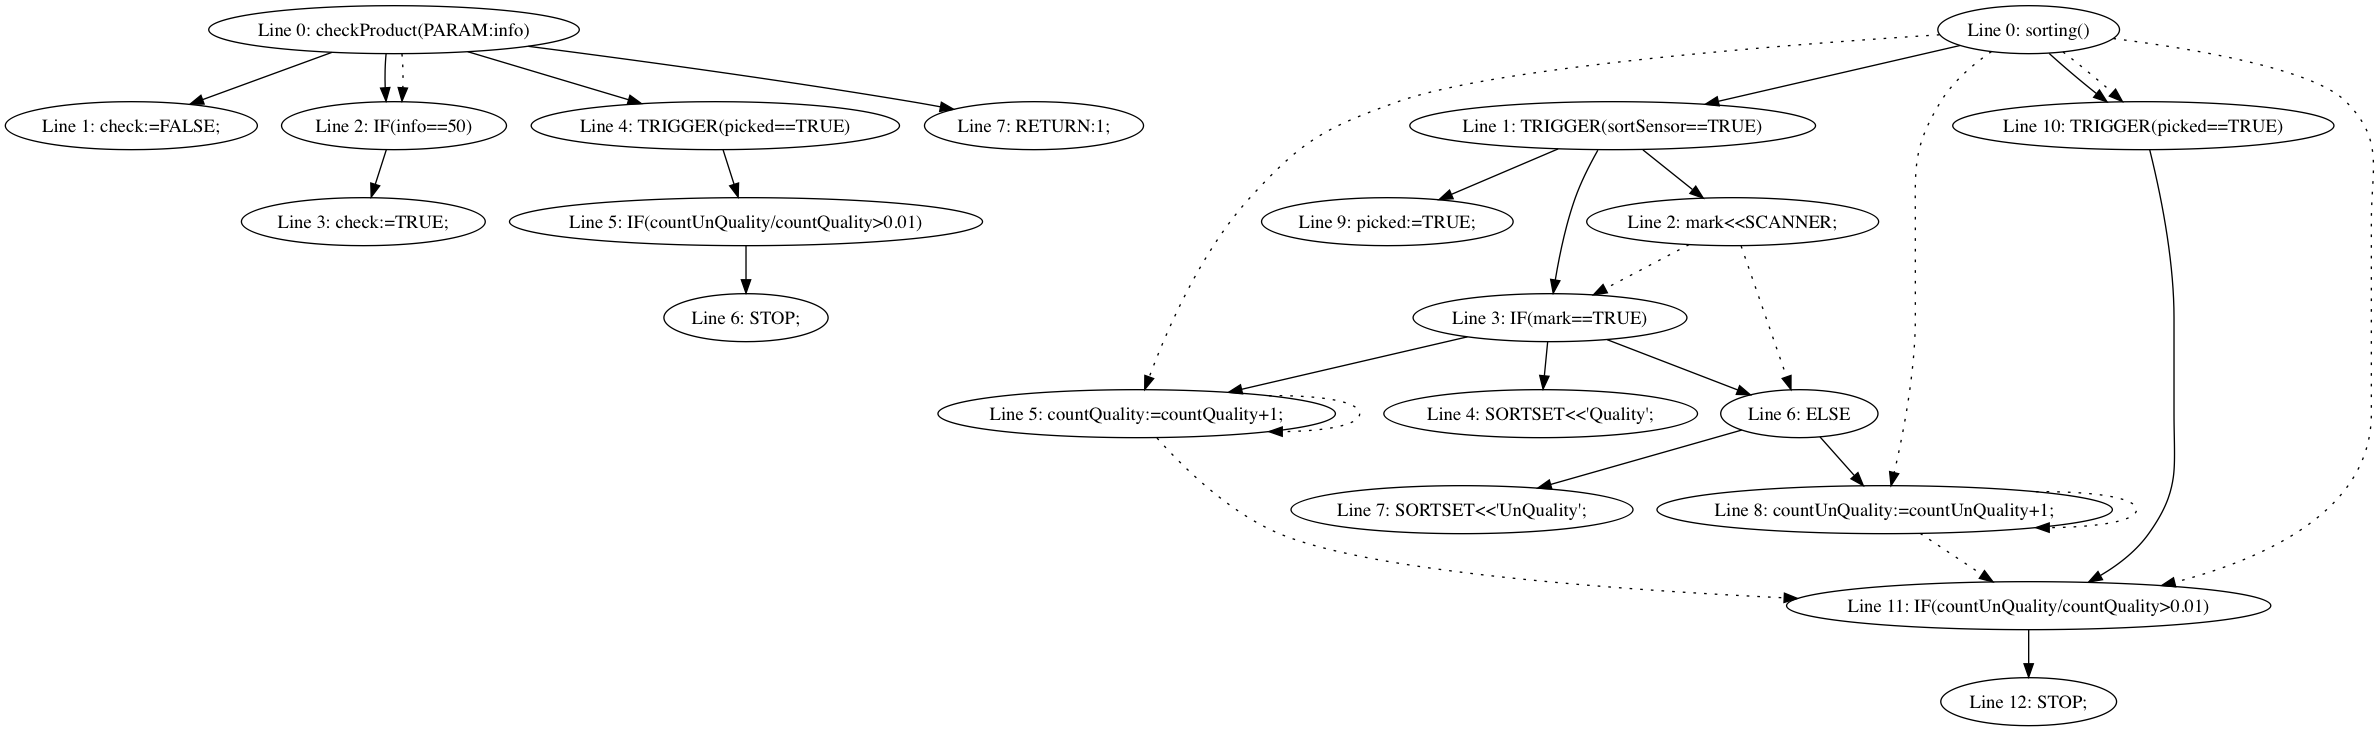 Line 0: checkProduct(PARAM:info)
Line 0: sorting()
Line 1: check:=FALSE;
Line 2: IF(info==50)
Line 4: TRIGGER(picked==TRUE)
Line 7: RETURN:1;
Line 1: TRIGGER(sortSensor==TRUE)
Line 10: TRIGGER(picked==TRUE)
Line 3: check:=TRUE;
Line 5: IF(countUnQuality/countQuality>0.01)
Line 9: picked:=TRUE;
Line 2: mark<<SCANNER;
Line 6: STOP;
Line 3: IF(mark==TRUE)
Line 5: countQuality:=countQuality+1;
Line 4: SORTSET<<'Quality';
Line 6: ELSE
Line 7: SORTSET<<'UnQuality';
Line 8: countUnQuality:=countUnQuality+1;
Line 11: IF(countUnQuality/countQuality>0.01)
Line 12: STOP;